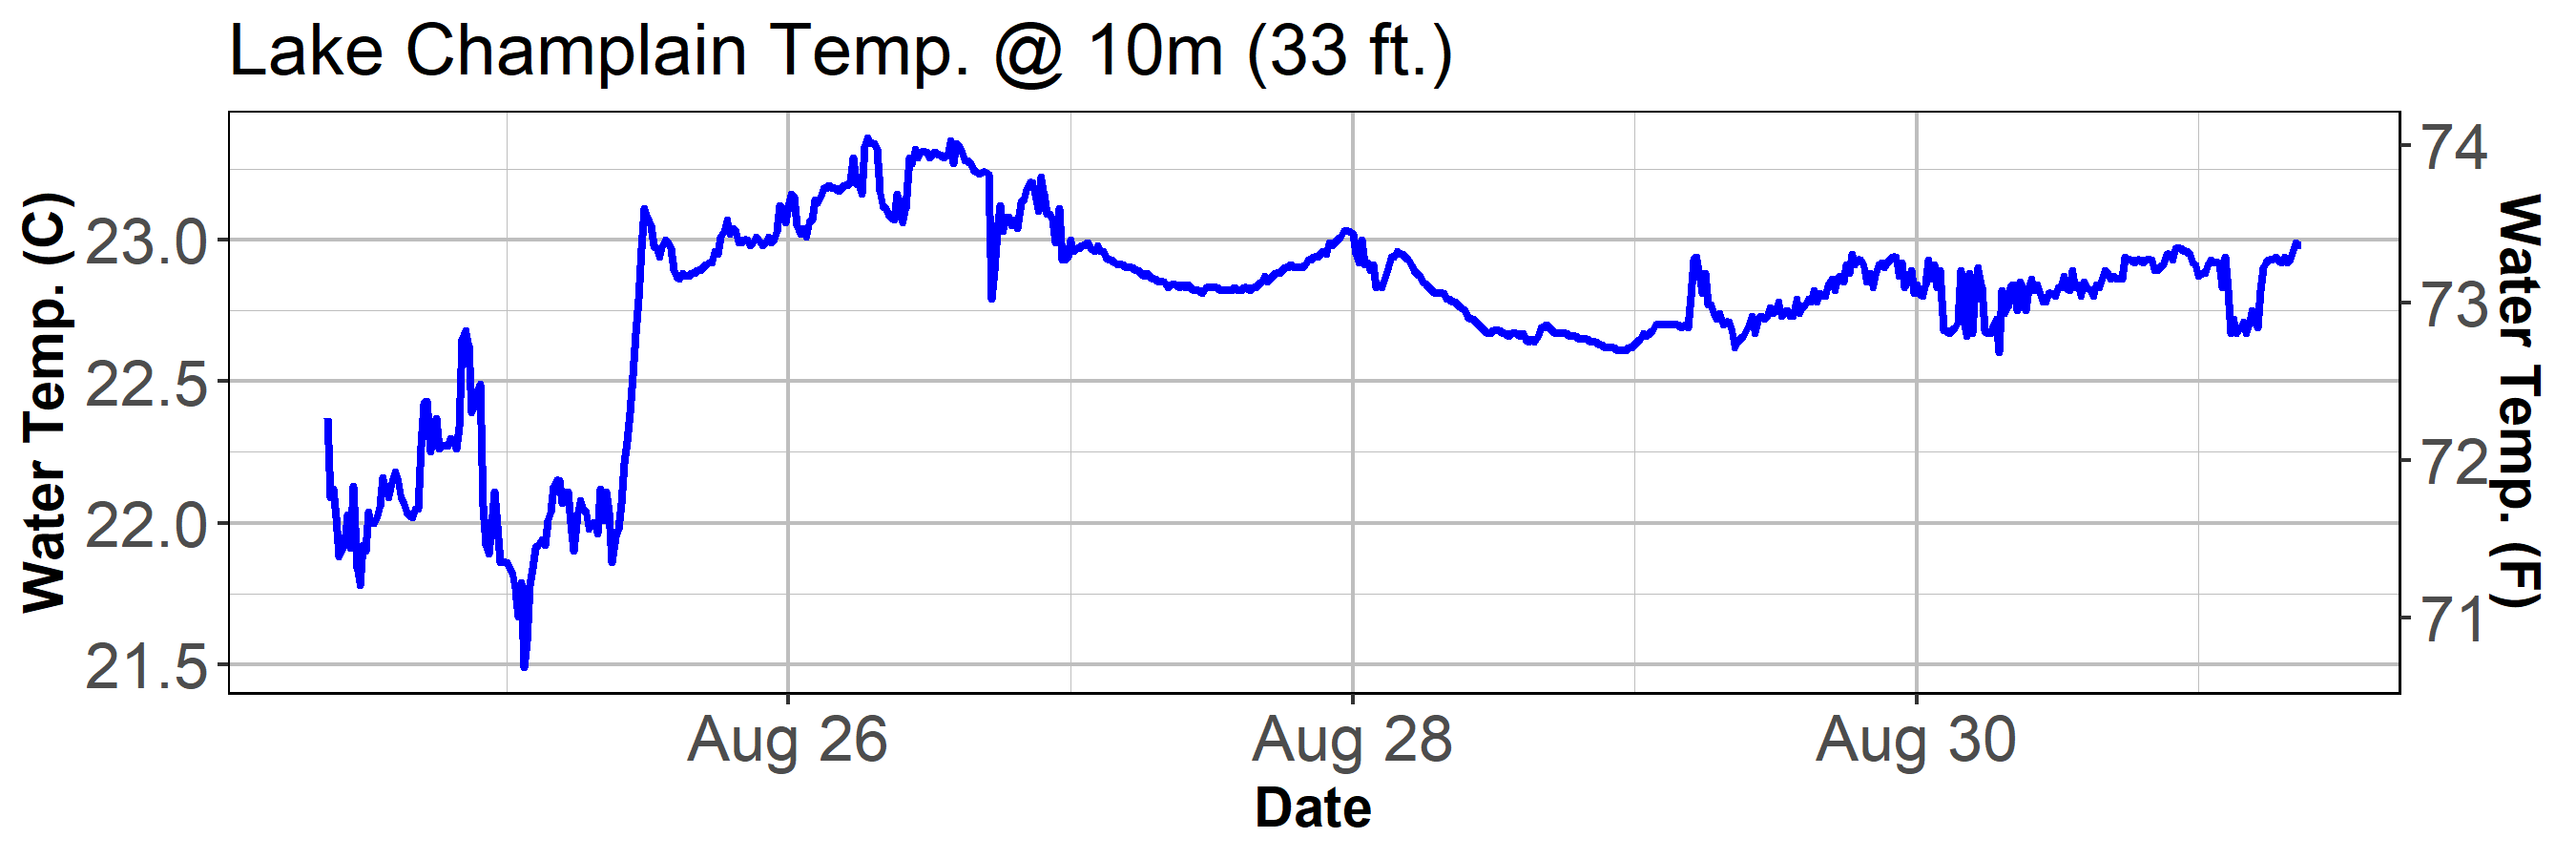 Lake Champlain Temp. @ 10m (33 ft.)
Water Temp. (C)
23.0
22.5
22.0
21.5
74
73
72
71
Water Temp. (F)
Aug 26 Aug 28 Aug 30
Date